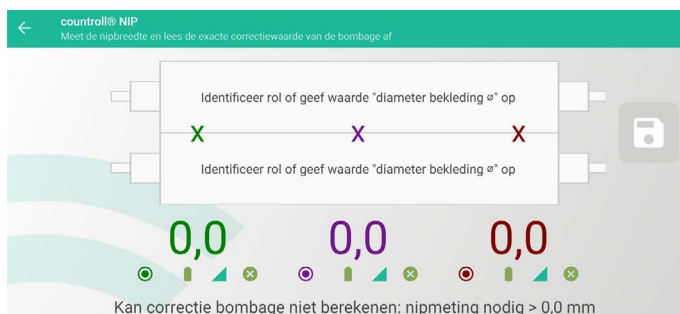 countroll® NIP
Meet de nipbreedte en lees de exacte correctiewaarde van de bombage af
Identificeer rol of geef waarde "diameter bekleding ⌀" op
X X X
Identificeer rol of geef waarde "diameter bekleding ⌀" op
0,0 0,0 0,0
Kan correctie bombage niet berekenen: nipmeting nodig > 0,0 mm